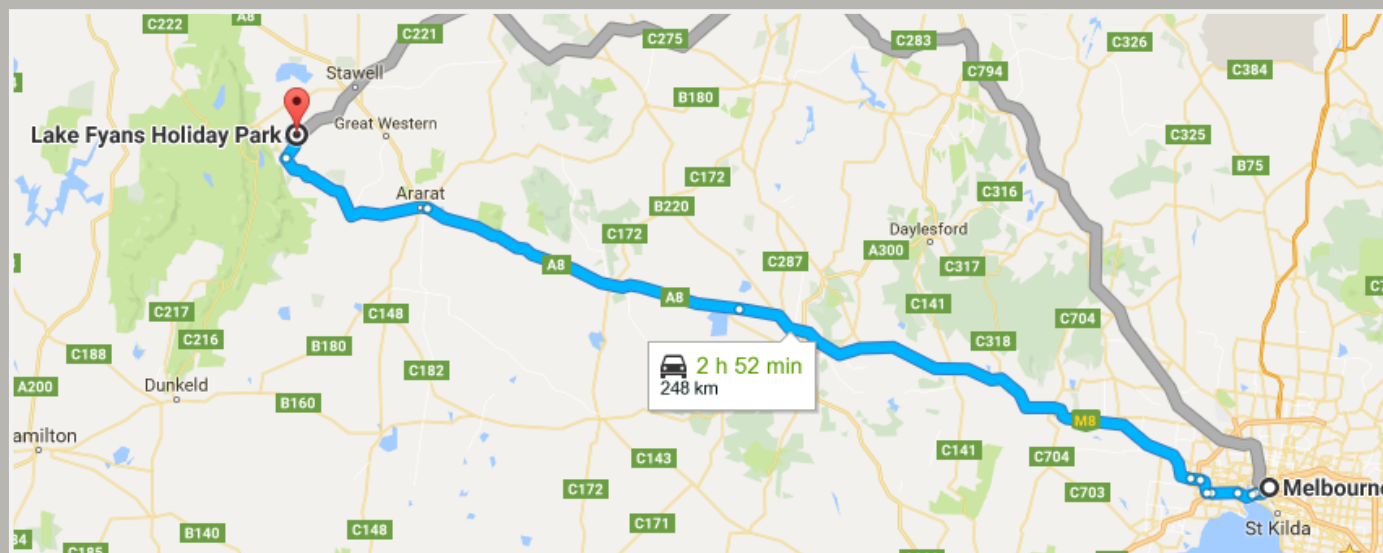 C222
A8
C221
C275
C283
C326
C794
C384
Stawell
B180
Great Western
C325
Lake Fyans Holiday Park
B75
C172
C316
Ararat
B220
C172
Daylesford
A300
C287
A8
C317
A8
C141
C217
C148
C704
C216
C318
B180
C188
2 h 52 min
248 km
C182
A200
Dunkeld
B160
M8
amilton
C141
C704
C143
C172
C703
Melbourne
C171
St Kilda
B140
C148
C185